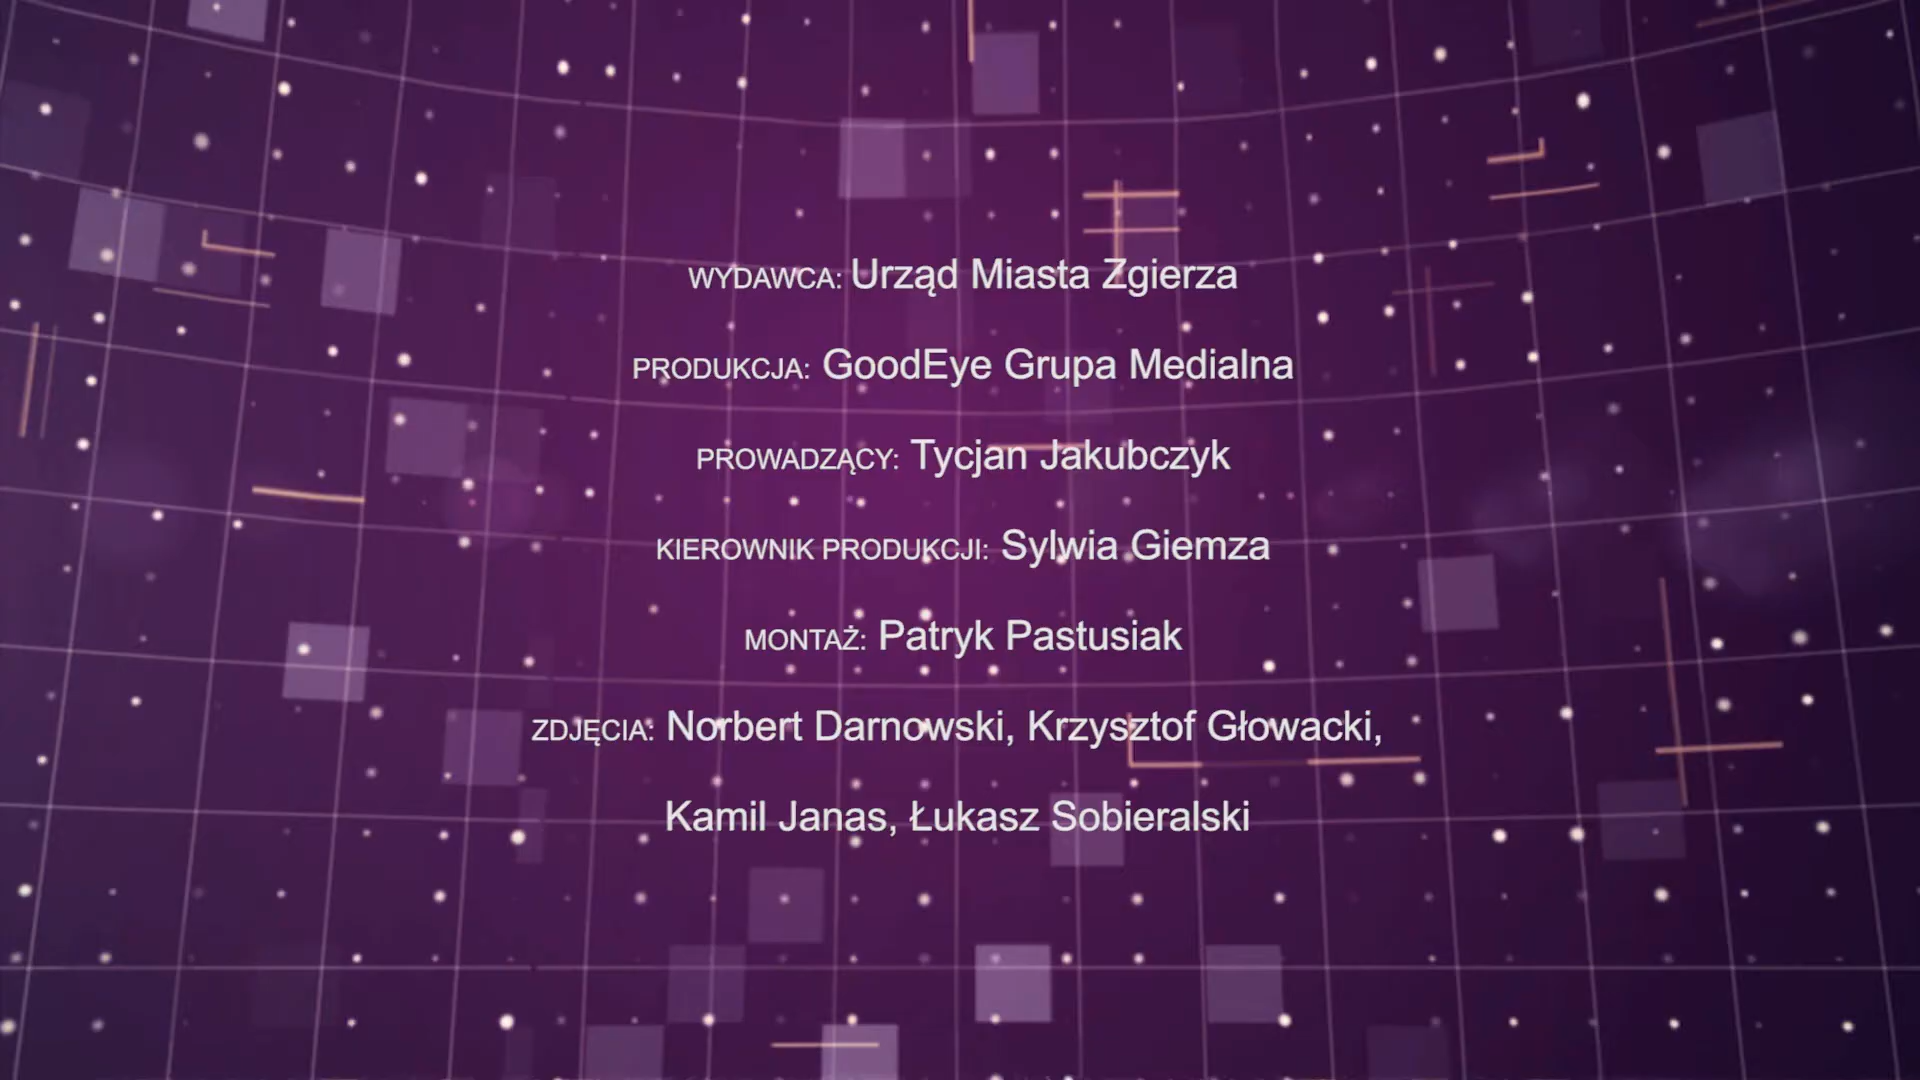 WYDAWCA: Urząd Miasta Zgierza
PRODUKCJA: GoodEye Grupa Medialna
PROWADZĄCY: Tycjan Jakubczyk
KIEROWNIK PRODUKCJI: Sylwia Giemza
MONTAŻ: Patryk Pastusiak
ZDJĘCIA: Norbert Darnowski, Krzysztof Głowacki,
Kamil Janas, Łukasz Sobieralski